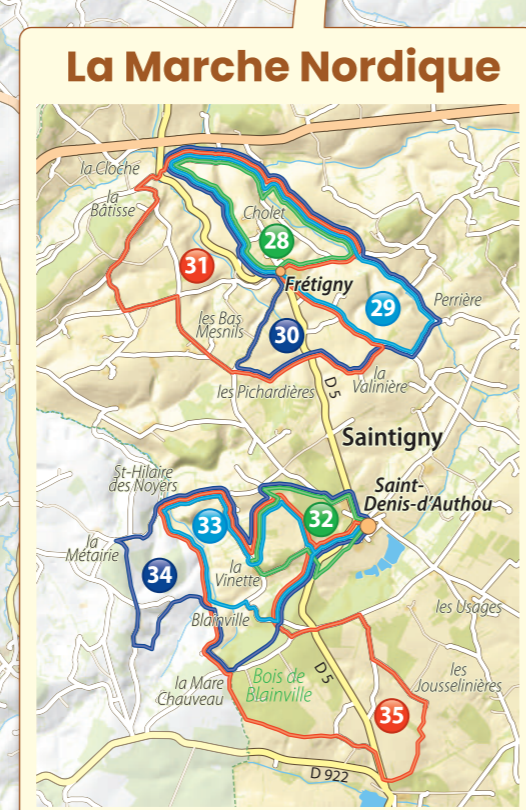 La Marche Nordique
la Cloche
la
Bâtisse
Cholet
28
31
Frétigny
29
Perrière
les Bas
Mesnils
30
la
Valinière
les Pichardières
D 5
Saintigny
St-Hilaire
des Noyers
Saint-
Denis-d'Authou
33
32
la
Métairie
34
la
Vinette
Blainville
les Usages
la Mare
Chauveau
Bois de
Blainville
D 5
les
Jousselinières
35
D 922